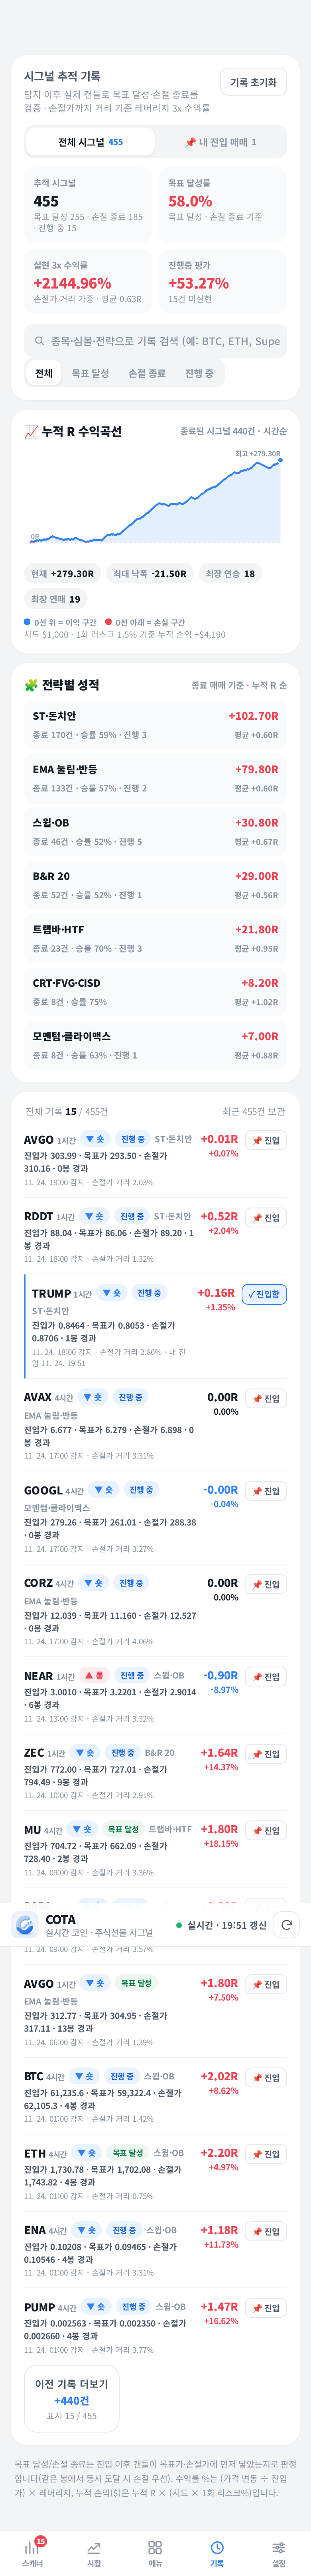 시그널 추적 기록
탐지 이후 실제 캔들로 목표 달성·손절 종료를
검증 · 손절가까지 거리 기준 레버리지 3x 수익률
기록 초기화
전체 시그널 455
📌 내 진입 매매 1
추적 시그널
455
목표 달성 255 · 손절 종료 185
· 진행 중 15
목표 달성률
58.0%
목표 달성 · 손절 종료 기준
실현 3x 수익률
+2144.96%
손절가 거리 가중 · 평균 0.63R
진행중 평가
+53.27%
15건 미실현
종목·심볼·전략으로 기록 검색 (예: BTC, ETH, Supe
전체 목표 달성 손절 종료 진행 중
📈 누적 R 수익곡선
종료된 시그널 440건 · 시간순
최고 +279.30R
0R
현재 +279.30R 최대 낙폭 -21.50R 최장 연승 18
최장 연패 19
0선 위 = 이익 구간 0선 아래 = 손실 구간
시드 $1,000 · 1회 리스크 1.5% 기준 누적 손익 +$4,190
🧩 전략별 성적
종료 매매 기준 · 누적 R 순
ST·돈치안 +102.70R
종료 170건 · 승률 59% · 진행 3 평균 +0.60R
EMA 눌림·반등 +79.80R
종료 133건 · 승률 57% · 진행 2 평균 +0.60R
스윕·OB +30.80R
종료 46건 · 승률 52% · 진행 5 평균 +0.67R
B&R 20 +29.00R
종료 52건 · 승률 52% · 진행 1 평균 +0.56R
트랩바·HTF +21.80R
종료 23건 · 승률 70% · 진행 3 평균 +0.95R
CRT·FVG·CISD +8.20R
종료 8건 · 승률 75% 평균 +1.02R
모멘텀·클라이맥스 +7.00R
종료 8건 · 승률 63% · 진행 1 평균 +0.88R
전체 기록 15 / 455건
최근 455건 보관
AVGO 1시간 ▼ 숏 진행 중 ST·돈치안 +0.01R 📌 진입
진입가 303.99 · 목표가 293.50 · 손절가 +0.07%
310.16 · 0봉 경과
11. 24. 19:00 감지 · 손절가 거리 2.03%
RDDT 1시간 ▼ 숏 진행 중 ST·돈치안 +0.52R 📌 진입
진입가 88.04 · 목표가 86.06 · 손절가 89.20 · 1 +2.04%
봉 경과
11. 24. 18:00 감지 · 손절가 거리 1.32%
TRUMP 1시간 ▼ 숏 진행 중 +0.16R ✓ 진입함
ST·돈치안 +1.35%
진입가 0.8464 · 목표가 0.8053 · 손절가
0.8706 · 1봉 경과
11. 24. 18:00 감지 · 손절가 거리 2.86% · 내 진
입 11. 24. 19:51
AVAX 4시간 ▼ 숏 진행 중 0.00R 📌 진입
EMA 눌림·반등 0.00%
진입가 6.677 · 목표가 6.279 · 손절가 6.898 · 0
봉 경과
11. 24. 17:00 감지 · 손절가 거리 3.31%
GOOGL 4시간 ▼ 숏 진행 중 -0.00R 📌 진입
모멘텀·클라이맥스 -0.04%
진입가 279.26 · 목표가 261.01 · 손절가 288.38
· 0봉 경과
11. 24. 17:00 감지 · 손절가 거리 3.27%
CORZ 4시간 ▼ 숏 진행 중 0.00R 📌 진입
EMA 눌림·반등 0.00%
진입가 12.039 · 목표가 11.160 · 손절가 12.527
· 0봉 경과
11. 24. 17:00 감지 · 손절가 거리 4.06%
NEAR 1시간 ▲ 롱 진행 중 스윕·OB -0.90R 📌 진입
진입가 3.0010 · 목표가 3.2201 · 손절가 2.9014 -8.97%
· 6봉 경과
11. 24. 13:00 감지 · 손절가 거리 3.32%
ZEC 1시간 ▼ 숏 진행 중 B&R 20 +1.64R 📌 진입
진입가 772.00 · 목표가 727.01 · 손절가 +14.37%
794.49 · 9봉 경과
11. 24. 10:00 감지 · 손절가 거리 2.91%
MU 4시간 ▼ 숏 목표 달성 트랩바·HTF +1.80R 📌 진입
진입가 704.72 · 목표가 662.09 · 손절가 +18.15%
728.40 · 2봉 경과
11. 24. 09:00 감지 · 손절가 거리 3.36%
COTA
실시간 코인 · 주식선물 시그널
실시간 · 19:51 갱신
11. 24. 09:00 감지 · 손절가 거리 3.57%
AVGO 1시간 ▼ 숏 목표 달성 +1.80R 📌 진입
EMA 눌림·반등 +7.50%
진입가 312.77 · 목표가 304.95 · 손절가
317.11 · 13봉 경과
11. 24. 06:00 감지 · 손절가 거리 1.39%
BTC 4시간 ▼ 숏 진행 중 스윕·OB +2.02R 📌 진입
진입가 61,235.6 · 목표가 59,322.4 · 손절가 +8.62%
62,105.3 · 4봉 경과
11. 24. 01:00 감지 · 손절가 거리 1.42%
ETH 4시간 ▼ 숏 목표 달성 스윕·OB +2.20R 📌 진입
진입가 1,730.78 · 목표가 1,702.08 · 손절가 +4.97%
1,743.82 · 4봉 경과
11. 24. 01:00 감지 · 손절가 거리 0.75%
ENA 4시간 ▼ 숏 진행 중 스윕·OB +1.18R 📌 진입
진입가 0.10208 · 목표가 0.09465 · 손절가 +11.73%
0.10546 · 4봉 경과
11. 24. 01:00 감지 · 손절가 거리 3.31%
PUMP 4시간 ▼ 숏 진행 중 스윕·OB +1.47R 📌 진입
진입가 0.002563 · 목표가 0.002350 · 손절가 +16.62%
0.002660 · 4봉 경과
11. 24. 01:00 감지 · 손절가 거리 3.77%
이전 기록 더보기
+440건
표시 15 / 455
목표 달성/손절 종료는 진입 이후 캔들이 목표가·손절가에 먼저 닿았는지로 판정
합니다(같은 봉에서 동시 도달 시 손절 우선). 수익률 %는 (가격 변동 ÷ 진입
가) × 레버리지, 누적 손익($)은 누적 R × (시드 × 1회 리스크%)입니다.
15
스캐너 시황 메뉴 기록 설정